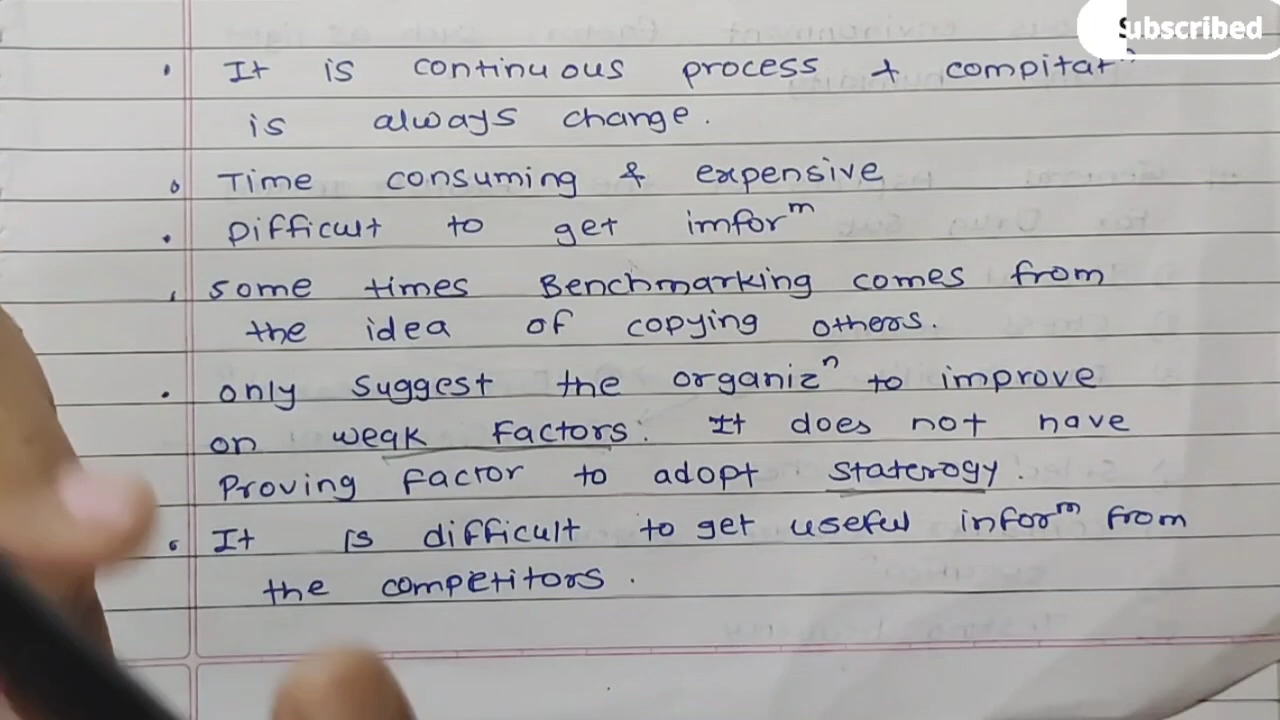 Subscribed
• It is continuous process + compitatⁿ
is always change.
• Time consuming & expensive
• Difficult to get imforᵐ
• some times Benchmarking comes from
the idea of copying others.
• only suggest the organizⁿ to improve
on weak factors. It does not have
Proving factor to adopt staterogy.
• It is difficult to get useful inforᵐ from
the competitors.